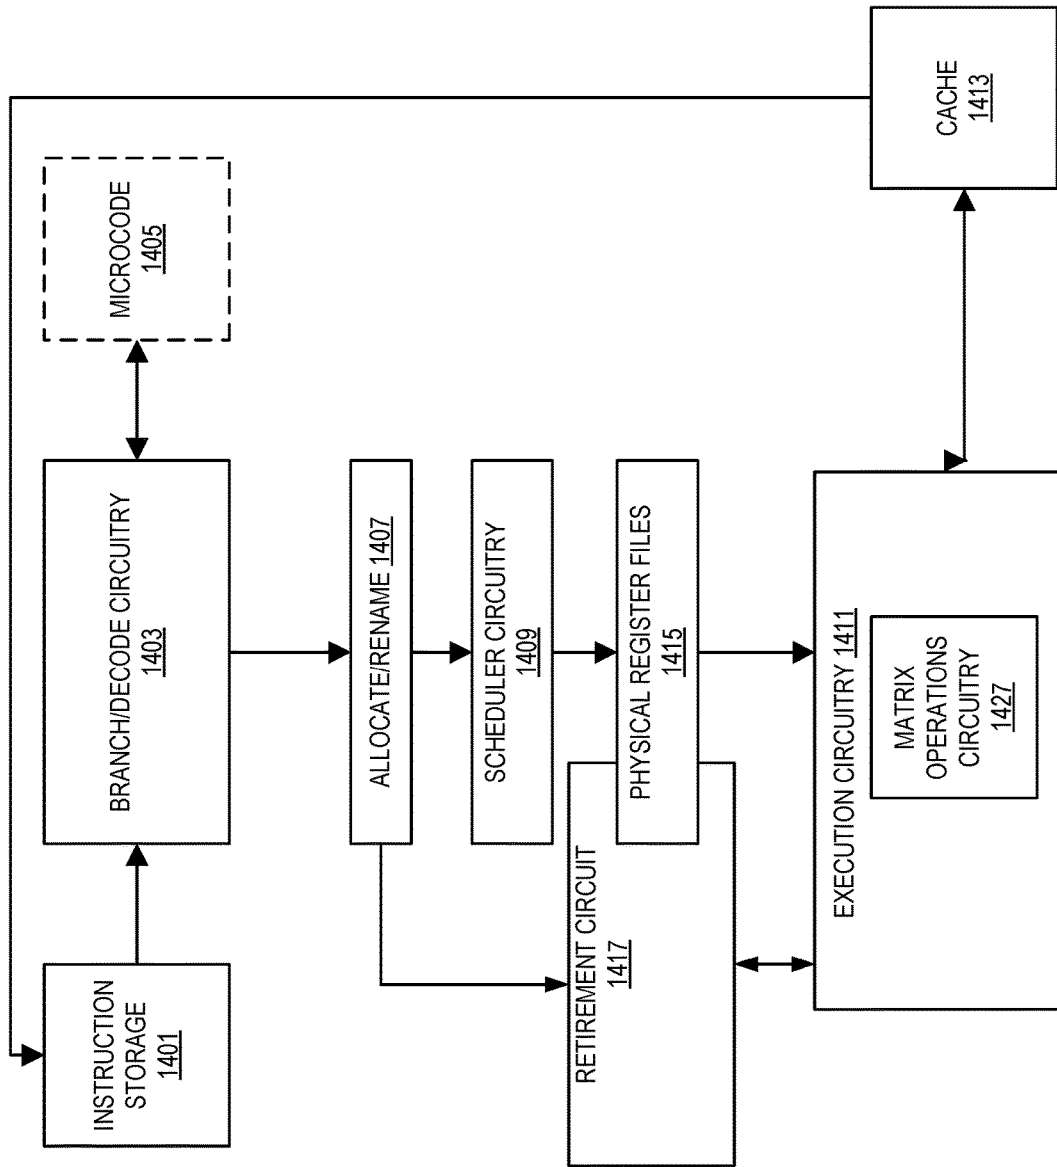 INSTRUCTION
STORAGE
1401
BRANCH/DECODE CIRCUITRY
1403
MICROCODE
1405
ALLOCATE/RENAME 1407
SCHEDULER CIRCUITRY
1409
PHYSICAL REGISTER FILES
1415
RETIREMENT CIRCUIT
1417
EXECUTION CIRCUITRY 1411
MATRIX
OPERATIONS
CIRCUITRY
1427
CACHE
1413